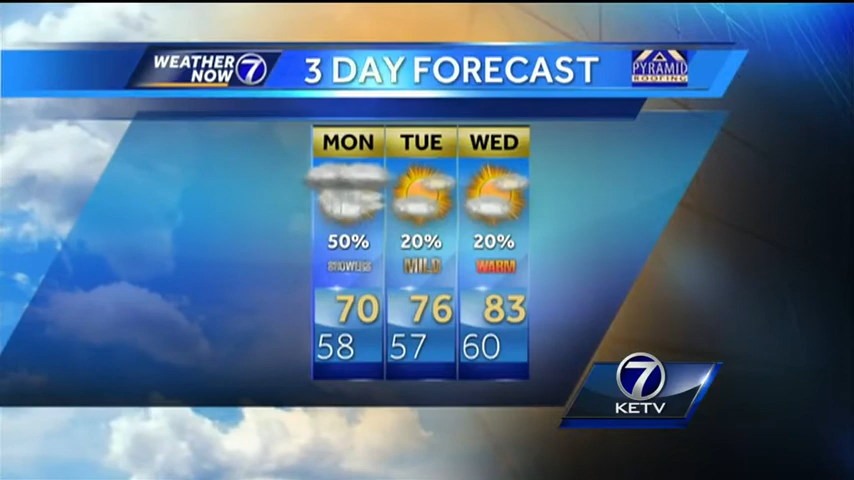 WEATHER NOW 7
3 DAY FORECAST
PYRAMID
ROOFING
MON TUE WED
50% 20% 20%
SHOWERS MILD WARM
70 76 83
58 57 60
7
KETV